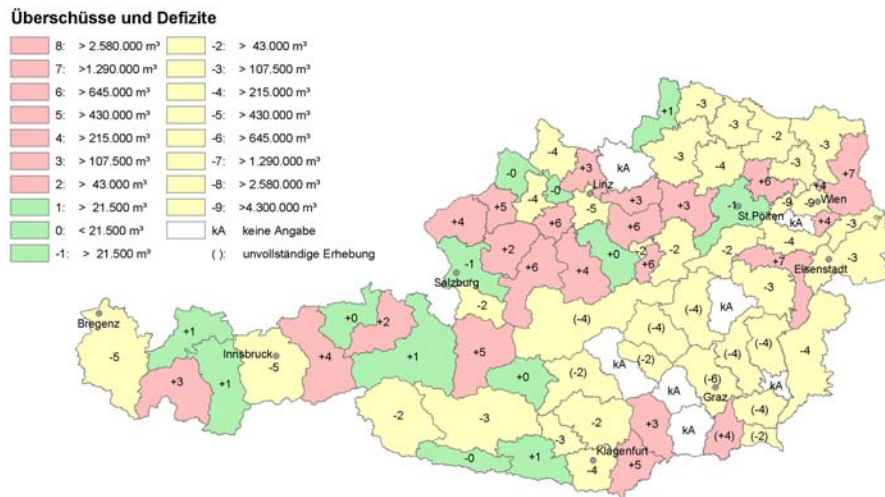 Überschüsse und Defizite
8: > 2.580.000 m³
7: >1.290.000 m³
6: > 645.000 m³
5: > 430.000 m³
4: > 215.000 m³
3: > 107.500 m³
2: > 43.000 m³
1: > 21.500 m³
0: < 21.500 m³
-1: > 21.500 m³
-2: > 43.000 m³
-3: > 107.500 m³
-4: > 215.000 m³
-5: > 430.000 m³
-6: > 645.000 m³
-7: > 1.290.000 m³
-8: > 2.580.000 m³
-9: >4.300.000 m³
kA keine Angabe
( ): unvollständige Erhebung
+1
-3
-3
-2
-3
-4
+3
kA
-3
-4
-3
+7
-0
-0
Linz
+6
+4
+5
-4
-5
+3
+3
-1
St.Pölten
-9
-9
Wien
+4
+6
+6
kA
+4
-3
+2
-2
-2
-2
-4
-1
+0
+6
Eisenstadt
-3
Salzburg
+6
+4
+7
-3
-2
(-4)
(-4)
kA
Bregenz
+0
+2
(-4)
+1
-5
Innsbruck
-5
+4
+1
+5
(-2)
kA
(-2)
(-4)
(-4)
-4
+3
+1
+0
kA
(-6)
Graz
kA
-2
-3
-2
+3
kA
(+4)
(-4)
(-2)
-3
-0
+1
Klagenfurt
-4
+5